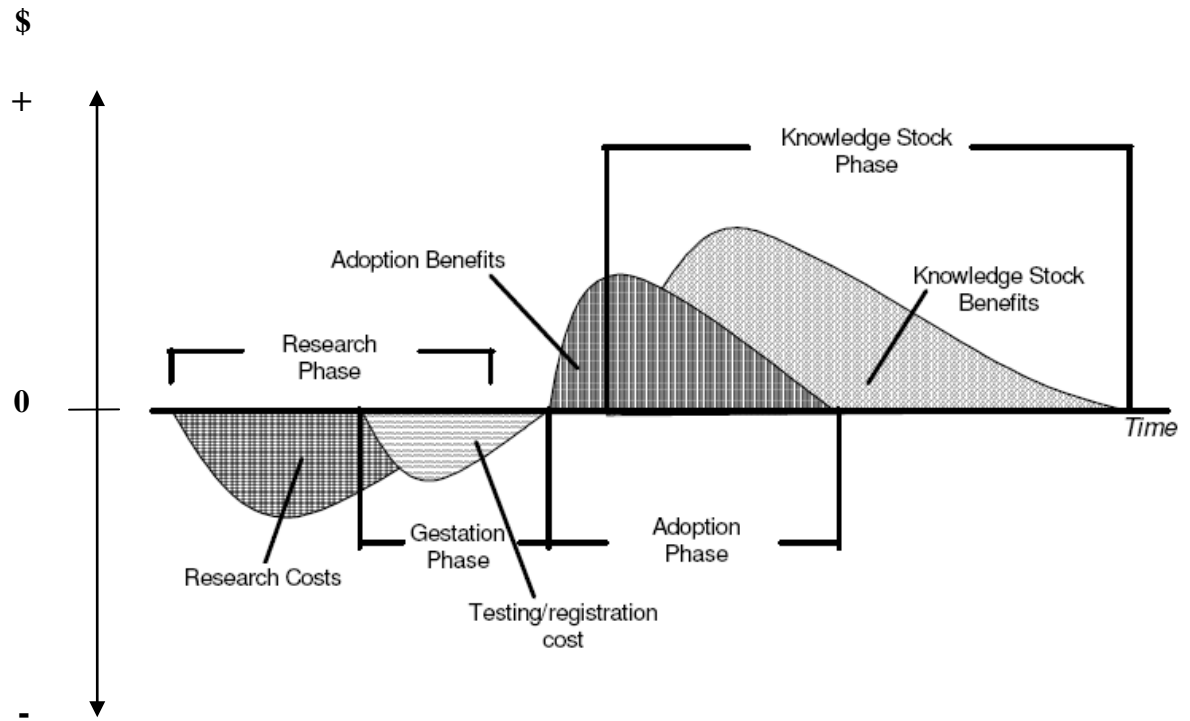 $
+
Knowledge Stock
Phase
Adoption Benefits
Knowledge Stock
Benefits
Research
Phase
0
Time
Gestation
Phase
Adoption
Phase
Research Costs
Testing/registration
cost
-